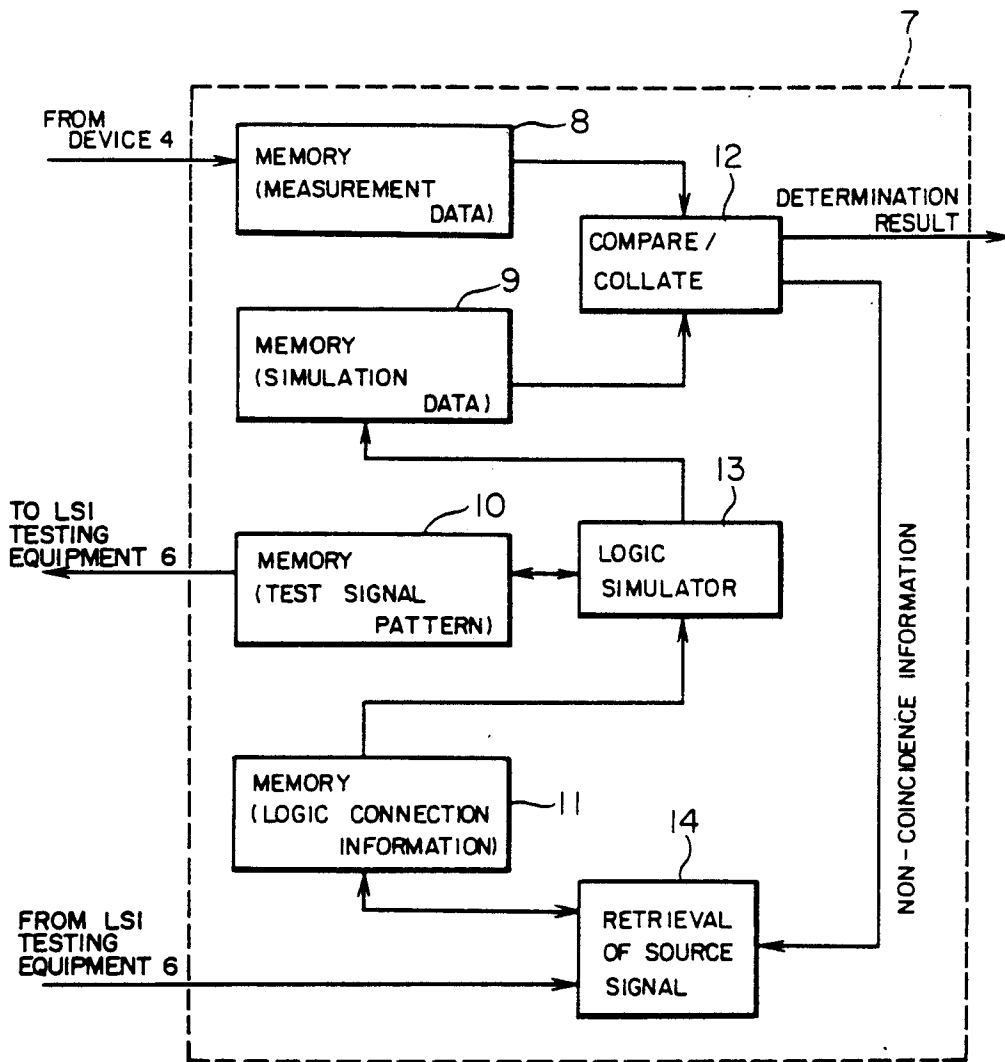 7
FROM
DEVICE 4
8
MEMORY
(MEASUREMENT
DATA)
12
COMPARE /
COLLATE
DETERMINATION
RESULT
9
MEMORY
(SIMULATION
DATA)
TO LSI
TESTING
EQUIPMENT 6
10
MEMORY
(TEST SIGNAL
PATTERN)
13
LOGIC
SIMULATOR
NON-COINCIDENCE INFORMATION
MEMORY
(LOGIC CONNECTION
INFORMATION)
11
14
RETRIEVAL
OF SOURCE
SIGNAL
FROM LSI
TESTING
EQUIPMENT 6